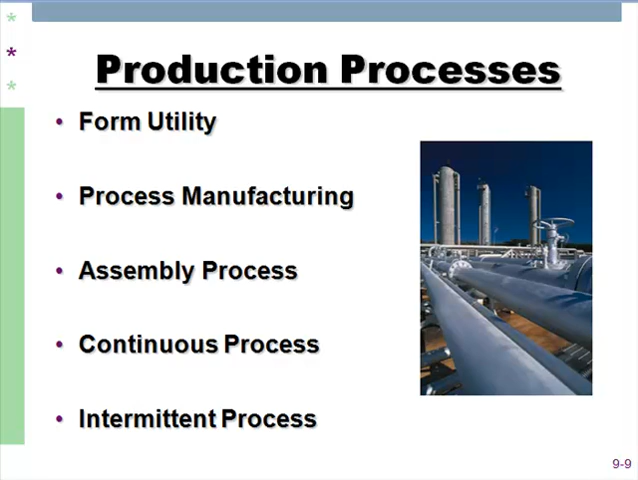 Production Processes
• Form Utility
• Process Manufacturing
• Assembly Process
• Continuous Process
• Intermittent Process
9-9